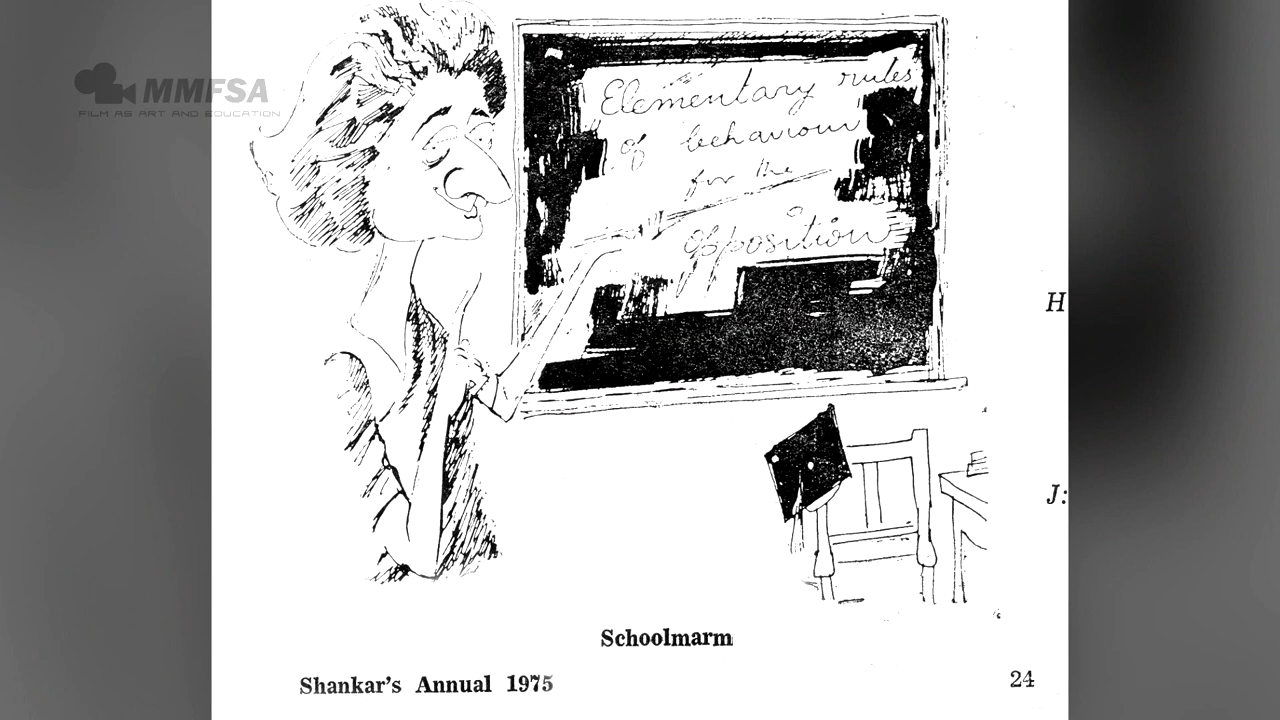 MMFSA
FILM AS ART AND EDUCATION
Elementary rules
of behaviour
for the
opposition
H
J:
Schoolmarm
Shankar's Annual 1975
24